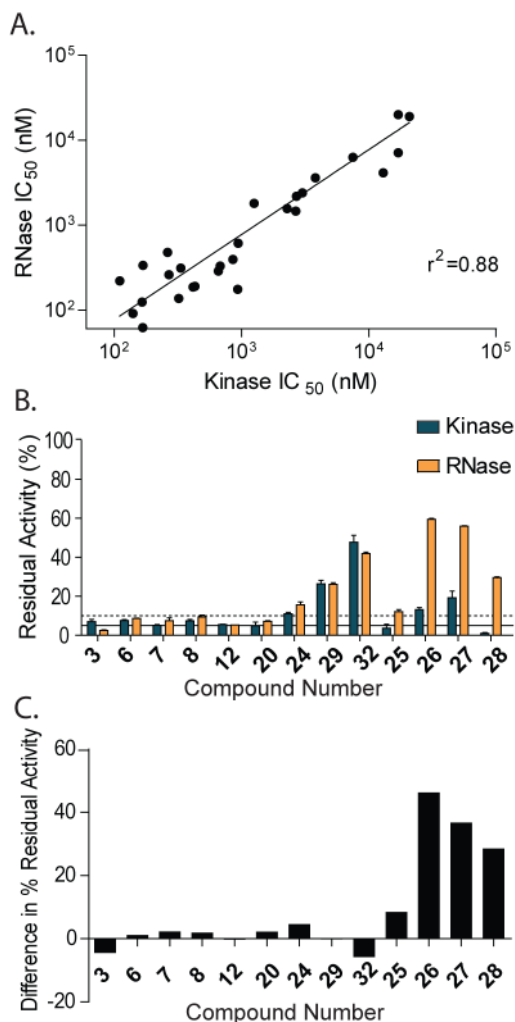 A.
10^5
10^4
10^3
10^2
RNase IC50 (nM)
r²=0.88
10^2 10^3 10^4 10^5
Kinase IC 50 (nM)
B.
Kinase
RNase
100
80
60
40
20
0
Residual Activity (%)
3 6 7 8 12 20 24 29 32 25 26 27 28
Compound Number
C.
60
40
20
0
-20
Difference in % Residual Activity
3 6 7 8 12 20 24 29 32 25 26 27 28
Compound Number